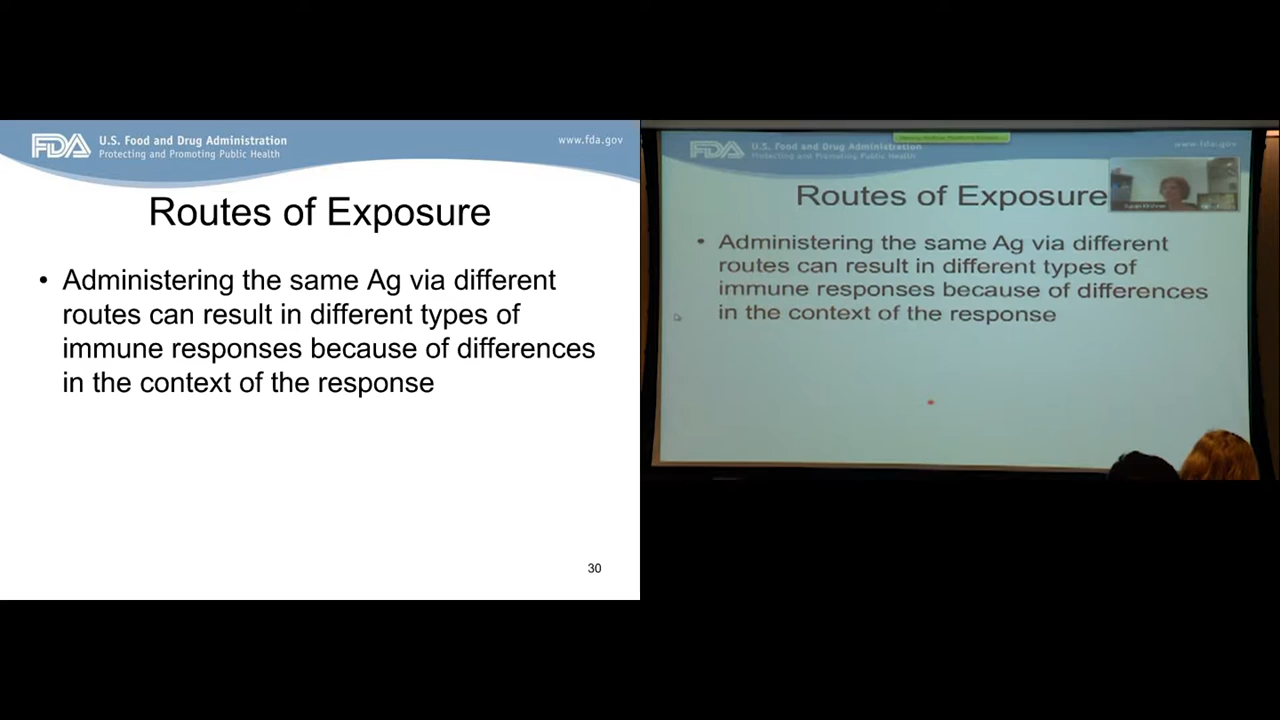 FDA
U.S. Food and Drug Administration
Protecting and Promoting Public Health
www.fda.gov
Routes of Exposure
• Administering the same Ag via different
routes can result in different types of
immune responses because of differences
in the context of the response
30
FDA
U.S. Food and Drug Administration
Protecting and Promoting Public Health
www.fda.gov
Routes of Exposure
• Administering the same Ag via different
routes can result in different types of
immune responses because of differences
in the context of the response